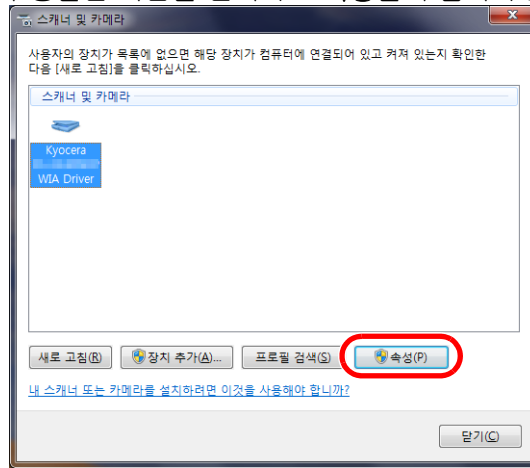 스캐너 및 카메라
사용자의 장치가 목록에 없으면 해당 장치가 컴퓨터에 연결되어 있고 켜져 있는지 확인한
다음 [새로 고침]을 클릭하십시오.
스캐너 및 카메라
Kyocera
WIA Driver
새로 고침(R) 장치 추가(A)... 프로필 검색(S) 속성(P)
내 스캐너 또는 카메라를 설치하려면 이것을 사용해야 합니까?
닫기(C)